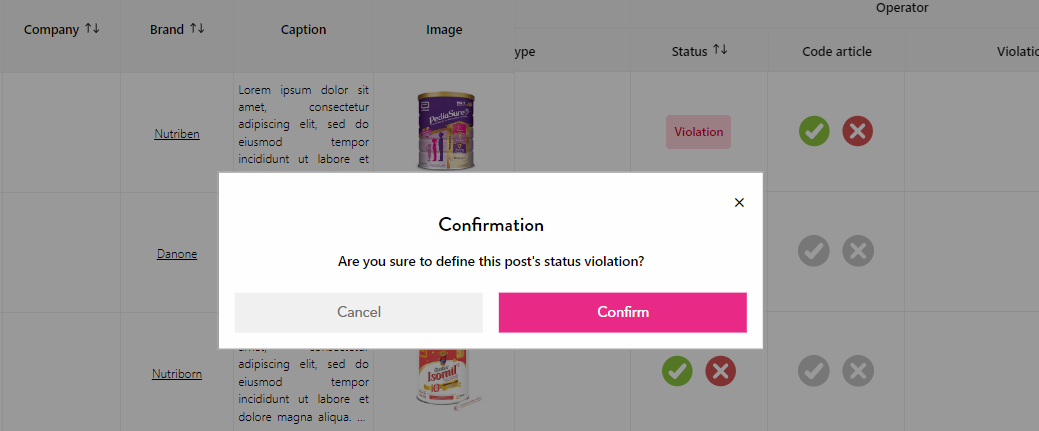 Operator
Company Brand Caption Image
ype Status Code article Violatio
Lorem ipsum dolor sit
amet, consectetur
adipiscing elit, sed do
eiusmod tempor
incididunt ut labore et
Nutriben
PediaSure
Violation
Confirmation
Are you sure to define this post's status violation?
Cancel Confirm
Danone
amet, consectetur
adipiscing elit, sed do
eiusmod tempor
incididunt ut labore et
dolore magna aliqua. ...
Nutriborn
Isomil